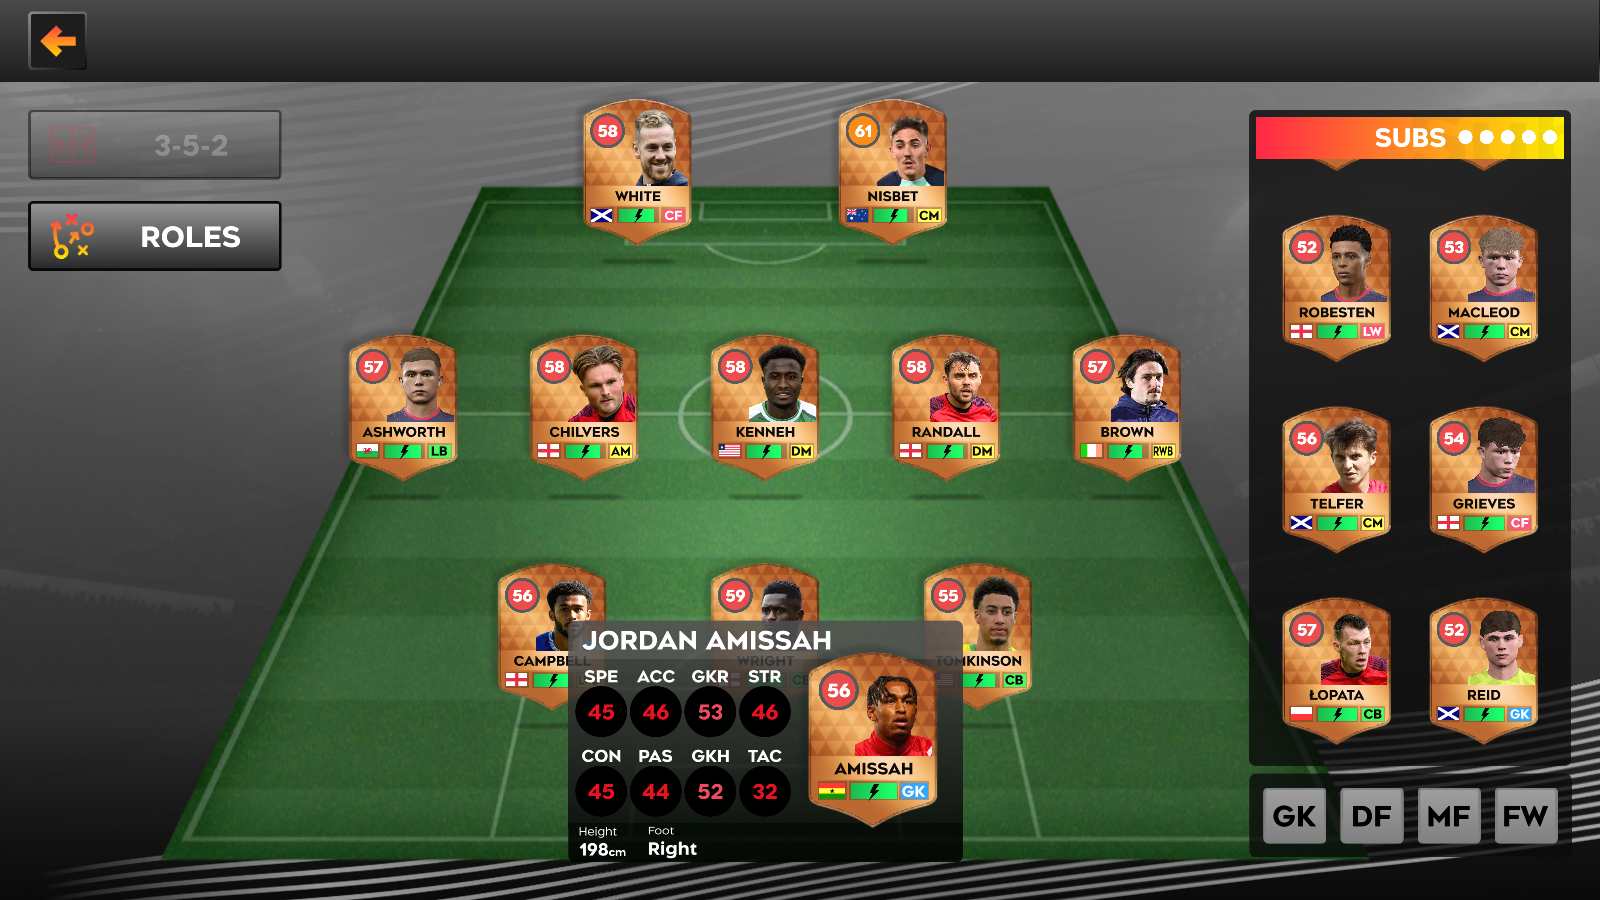 3-5-2
ROLES
58
WHITE
CF
61
NISBET
CM
57
ASHWORTH
LB
58
CHILVERS
AM
58
KENNEH
DM
58
RANDALL
DM
57
BROWN
RWB
56
CAMPBELL
59
WRIGHT
CB
55
TOMKINSON
CB
JORDAN AMISSAH
SPE ACC GKR STR
45 46 53 46
CON PAS GKH TAC
45 44 52 32
Height Foot
198cm Right
56
AMISSAH
GK
SUBS
52
ROBESTEN
LW
53
MACLEOD
CM
56
TELFER
CM
54
GRIEVES
CF
57
ŁOPATA
CB
52
REID
GK
GK DF MF FW